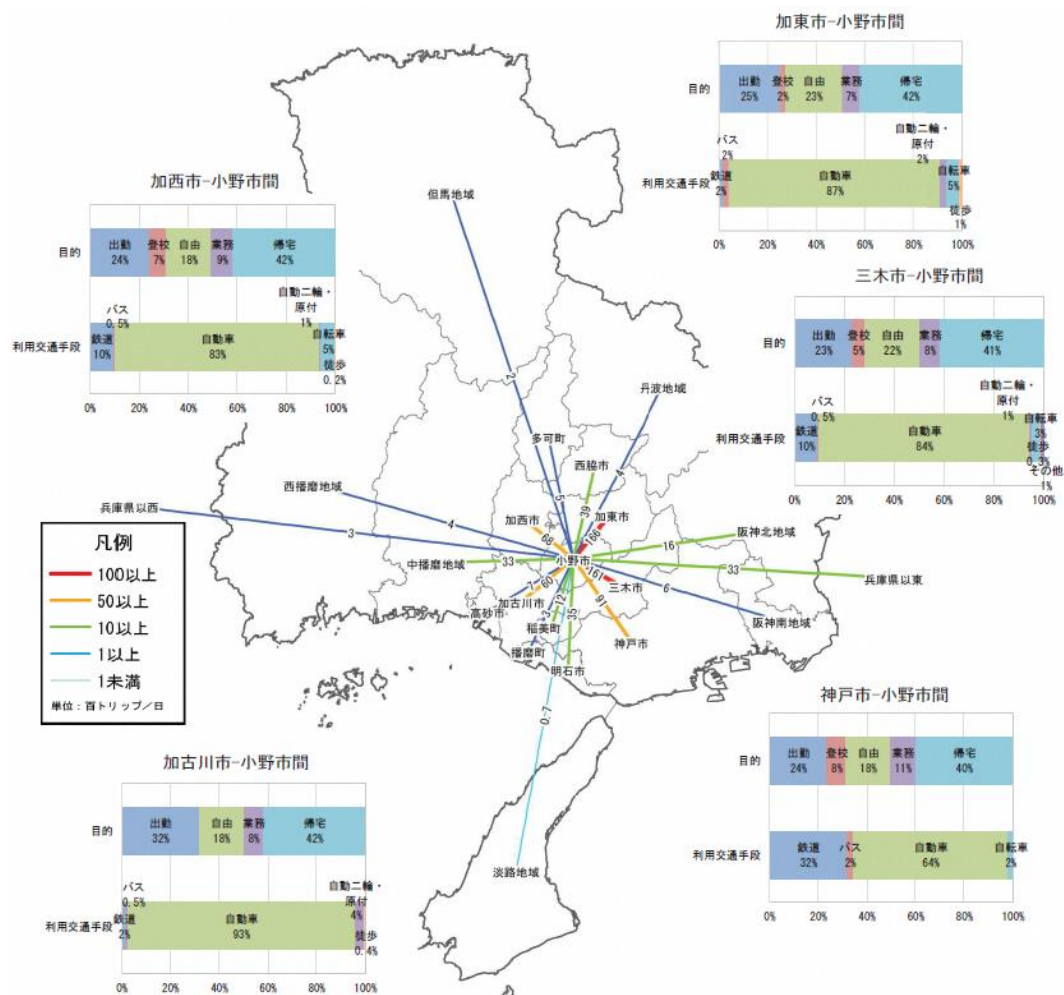 加東市-小野市間
目的
出勤 登校 自由 業務 帰宅
25% 2% 23% 7% 42%
バス
2%
自動二輪・
原付
2%
利用交通手段
鉄道 自動車 自転車
2% 87% 5%
徒歩
1%
0% 20% 40% 60% 80% 100%
加西市-小野市間
目的
出勤 登校 自由 業務 帰宅
24% 7% 18% 9% 42%
バス
0.5%
自動二輪・
原付
1%
利用交通手段
鉄道 自動車 自転車
10% 83% 5%
徒歩
0.2%
0% 20% 40% 60% 80% 100%
三木市-小野市間
目的
出勤 登校 自由 業務 帰宅
23% 5% 22% 8% 41%
バス
0.5%
自動二輪・
原付
1%
利用交通手段
鉄道 自動車 自転車
10% 84% 3%
徒歩
0.3%
その他
1%
0% 20% 40% 60% 80% 100%
但馬地域
2
丹波地域
4
多可町
5
西脇市
39
西播磨地域
4
兵庫県以西
3
加西市
68
加東市
166
阪神北地域
16
中播磨地域
33
小野市
33
兵庫県以東
161
三木市
6
阪神南地域
7
高砂市
60
加古川市
12
稲美町
3
播磨町
35
明石市
91
神戸市
0.7
淡路地域
凡例
100以上
50以上
10以上
1以上
1未満
単位：百トリップ/日
加古川市-小野市間
目的
出勤 自由 業務 帰宅
32% 18% 8% 42%
バス
0.5%
自動二輪・
原付
4%
利用交通手段
鉄道 自動車
2% 93%
徒歩
0.4%
0% 20% 40% 60% 80% 100%
神戸市-小野市間
目的
出勤 登校 自由 業務 帰宅
24% 8% 18% 11% 40%
利用交通手段
鉄道 バス 自動車 自転車
32% 2% 64% 2%
0% 20% 40% 60% 80% 100%